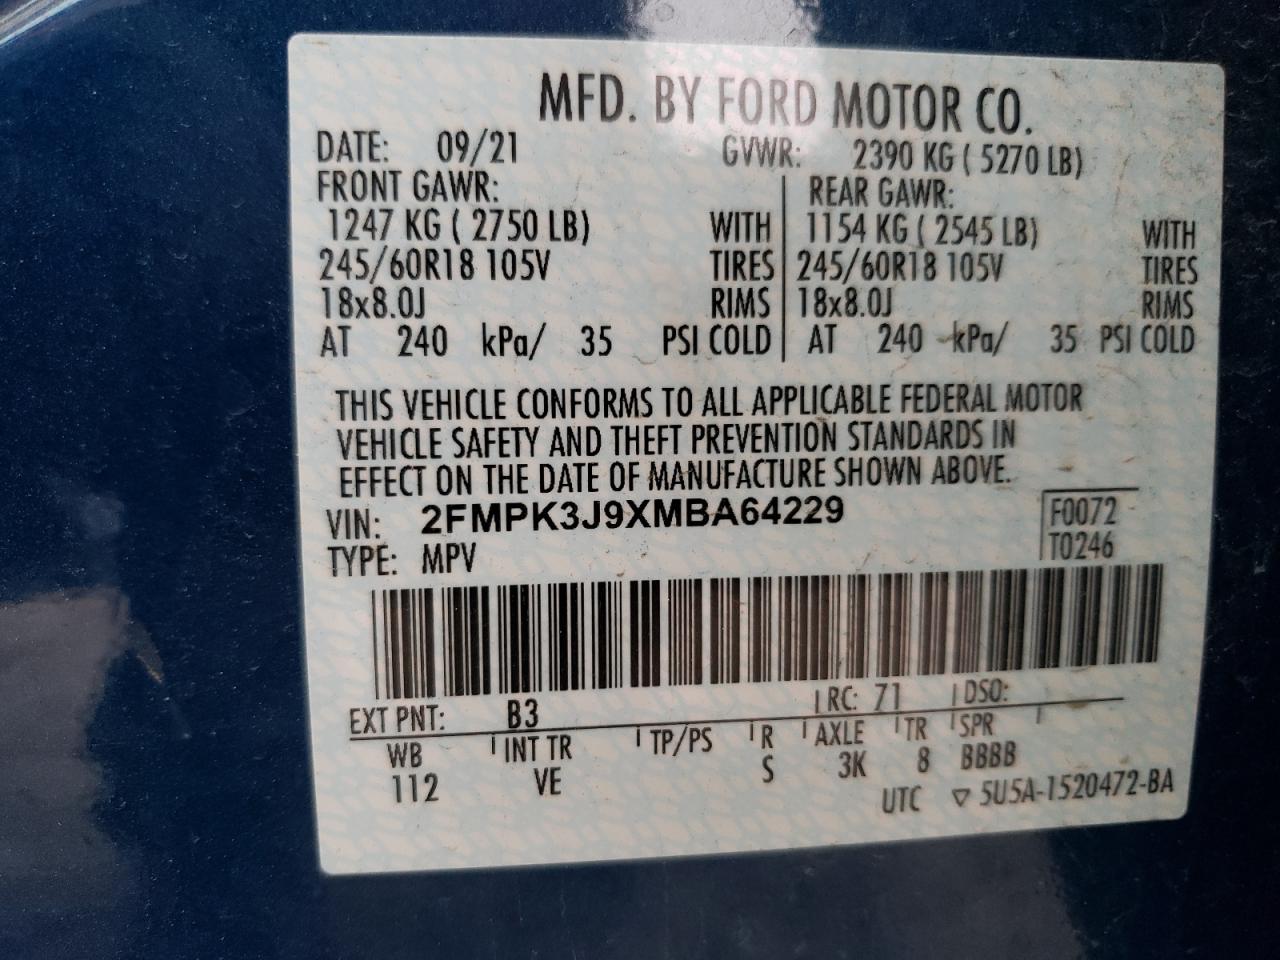 MFD. BY FORD MOTOR CO.
DATE: 09/21 GVWR: 2390 KG ( 5270 LB)
FRONT GAWR: REAR GAWR:
1247 KG ( 2750 LB) WITH 1154 KG ( 2545 LB) WITH
245/60R18 105V TIRES 245/60R18 105V TIRES
18x8.0J RIMS 18x8.0J RIMS
AT 240 kPa/ 35 PSI COLD AT 240 kPa/ 35 PSI COLD
THIS VEHICLE CONFORMS TO ALL APPLICABLE FEDERAL MOTOR
VEHICLE SAFETY AND THEFT PREVENTION STANDARDS IN
EFFECT ON THE DATE OF MANUFACTURE SHOWN ABOVE.
VIN: 2FMPK3J9XMBA64229 F0072
TYPE: MPV T0246
EXT PNT: B3 RC: 71 DSO:
WB INT TR TP/PS R AXLE TR SPR
112 VE S 3K 8 BBBB
UTC ▽ 5U5A-1520472-BA